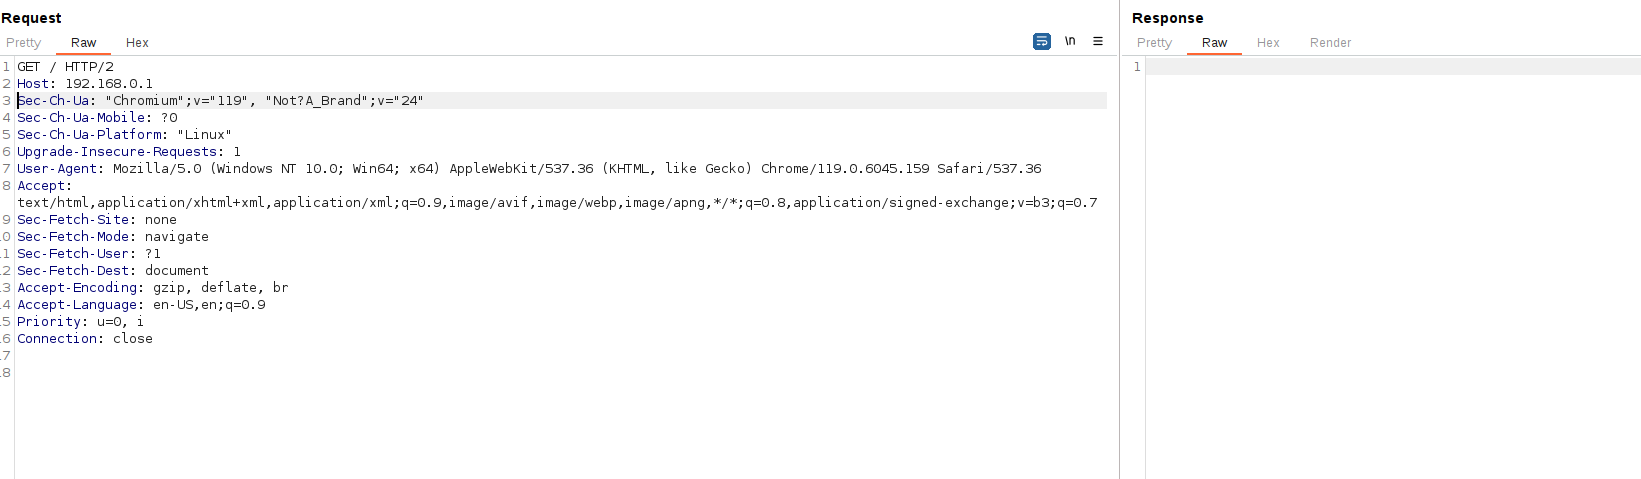 Request
Pretty Raw Hex
\n
1 GET / HTTP/2
2 Host: 192.168.0.1
3 Sec-Ch-Ua: "Chromium";v="119", "Not?A_Brand";v="24"
4 Sec-Ch-Ua-Mobile: ?0
5 Sec-Ch-Ua-Platform: "Linux"
6 Upgrade-Insecure-Requests: 1
7 User-Agent: Mozilla/5.0 (Windows NT 10.0; Win64; x64) AppleWebKit/537.36 (KHTML, like Gecko) Chrome/119.0.6045.159 Safari/537.36
8 Accept:
text/html,application/xhtml+xml,application/xml;q=0.9,image/avif,image/webp,image/apng,*/*;q=0.8,application/signed-exchange;v=b3;q=0.7
9 Sec-Fetch-Site: none
0 Sec-Fetch-Mode: navigate
1 Sec-Fetch-User: ?1
2 Sec-Fetch-Dest: document
3 Accept-Encoding: gzip, deflate, br
4 Accept-Language: en-US,en;q=0.9
5 Priority: u=0, i
6 Connection: close
7
8
Response
Pretty Raw Hex Render
1